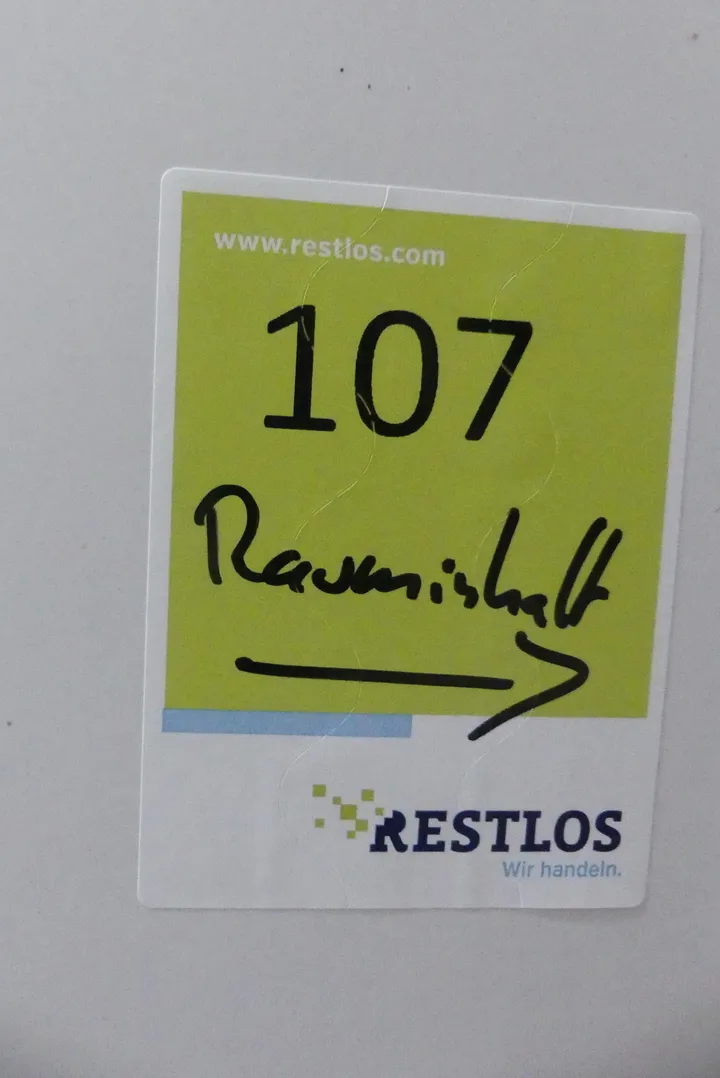 www.restlos.com
107
Rauminhalt
RESTLOS
Wir handeln.